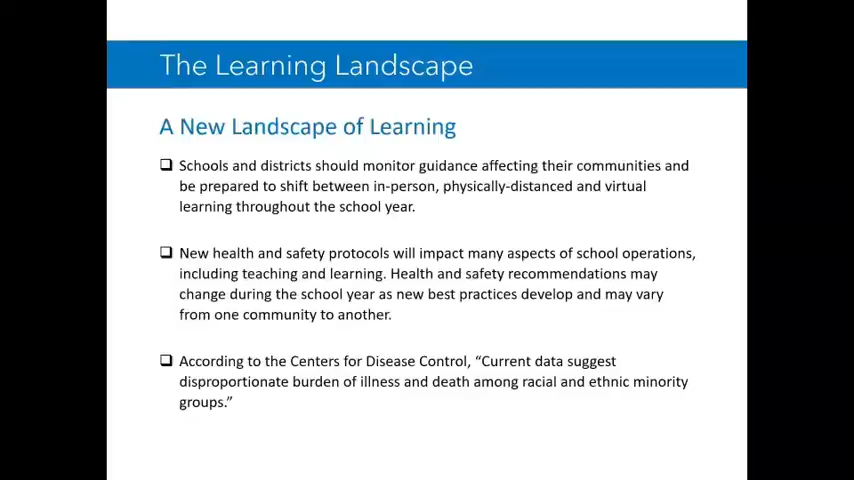 The Learning Landscape
A New Landscape of Learning
Schools and districts should monitor guidance affecting their communities and
be prepared to shift between in-person, physically-distanced and virtual
learning throughout the school year.
New health and safety protocols will impact many aspects of school operations,
including teaching and learning. Health and safety recommendations may
change during the school year as new best practices develop and may vary
from one community to another.
According to the Centers for Disease Control, “Current data suggest
disproportionate burden of illness and death among racial and ethnic minority
groups.”